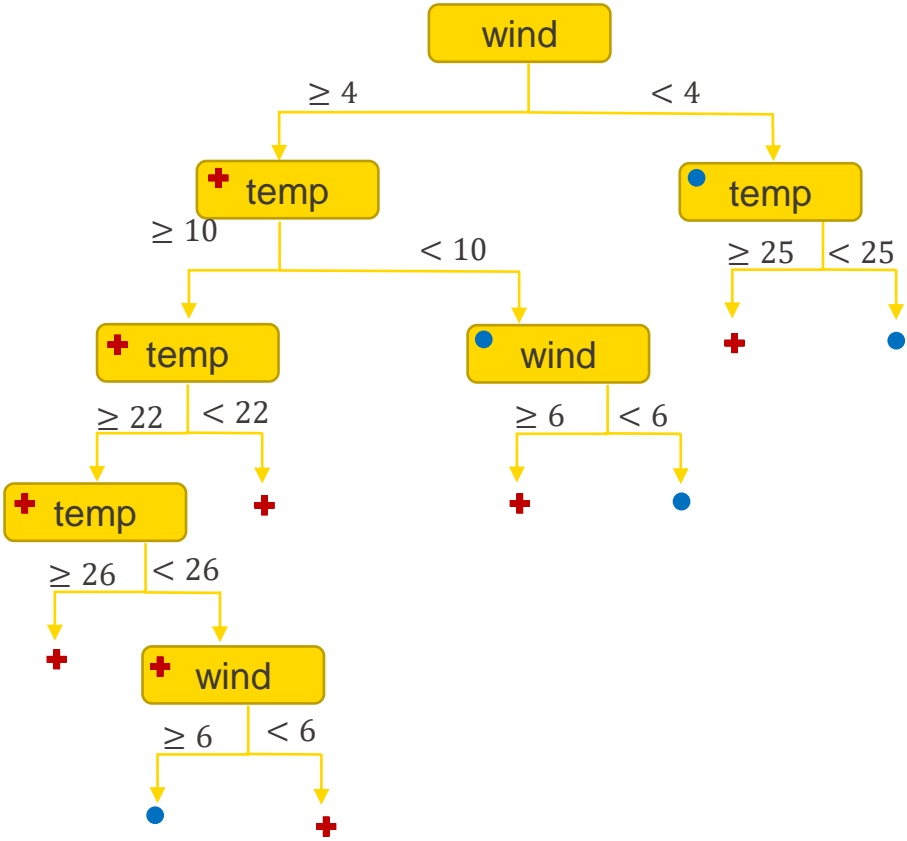 wind
≥ 4
< 4
temp
temp
≥ 10
< 10
≥ 25
< 25
temp
wind
≥ 22
< 22
≥ 6
< 6
temp
≥ 26
< 26
wind
≥ 6
< 6